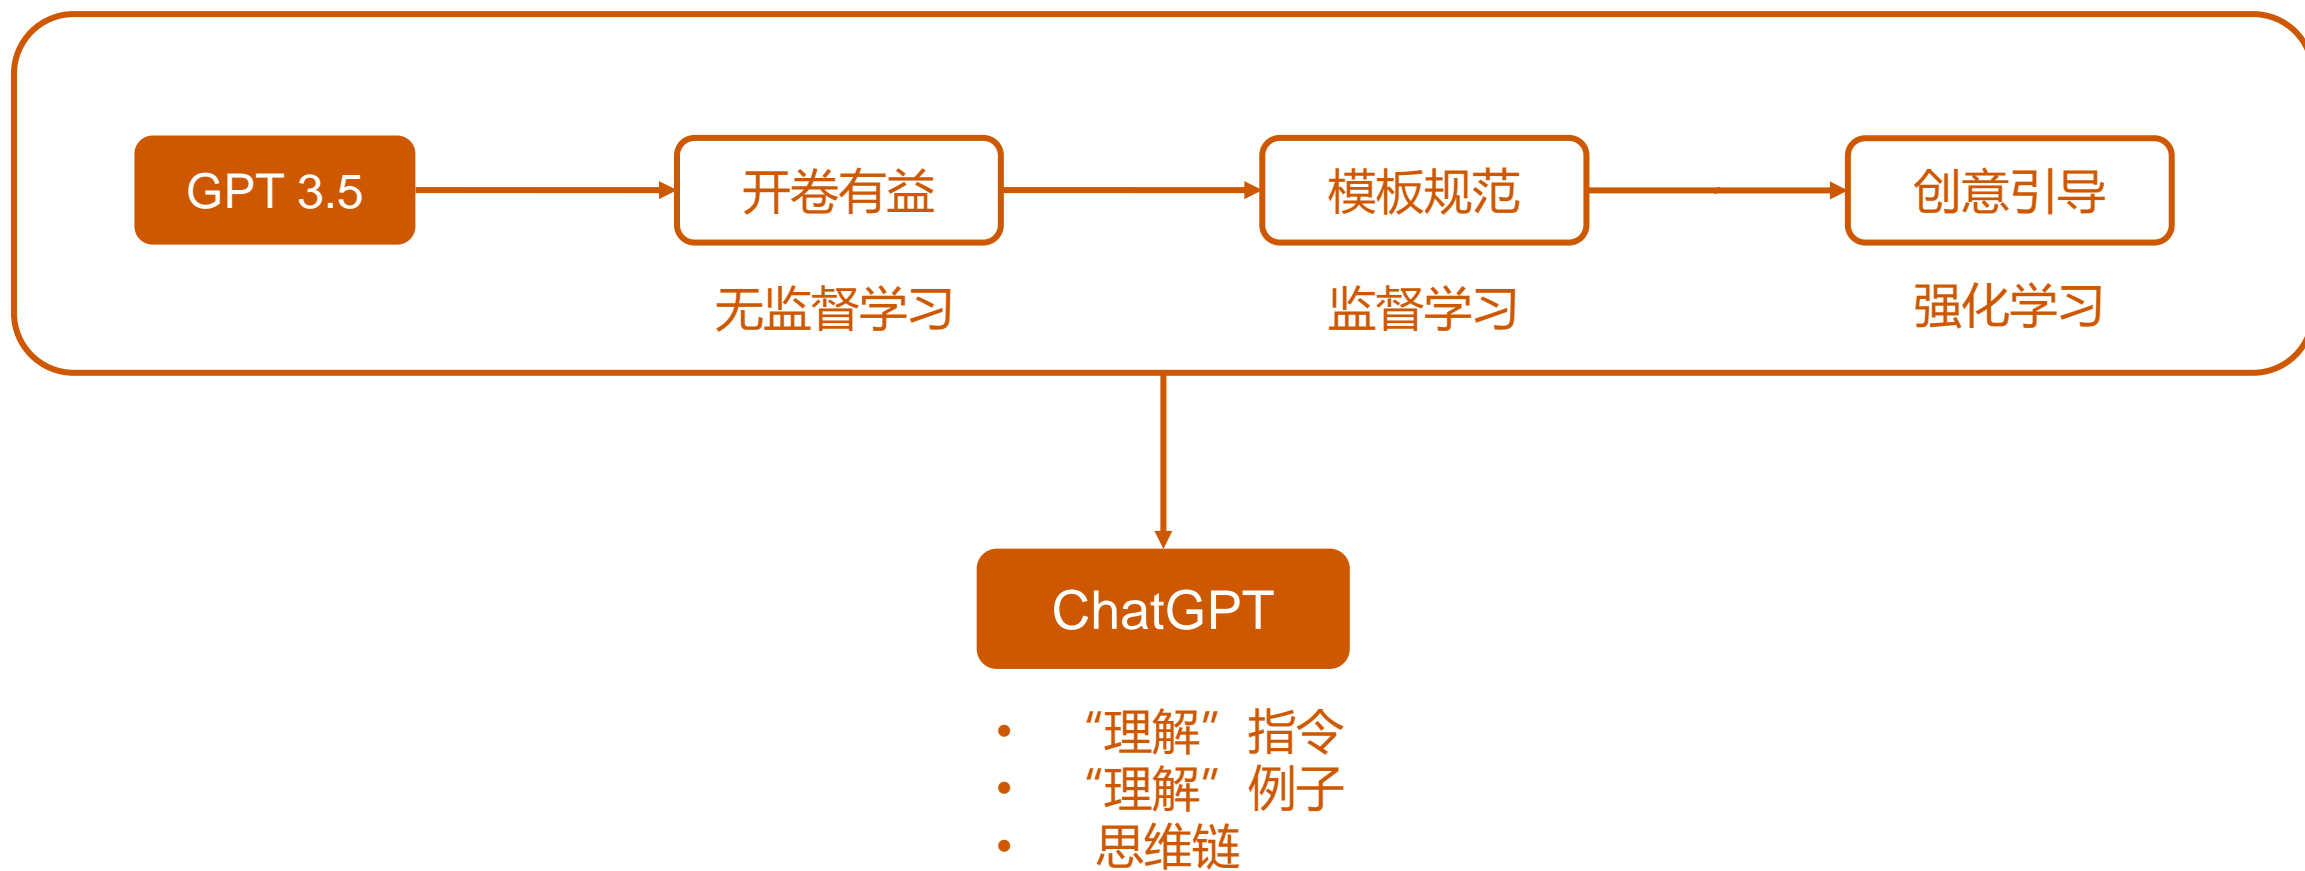 GPT 3.5
开卷有益
模板规范
创意引导
无监督学习
监督学习
强化学习
ChatGPT
• “理解”指令
• “理解”例子
• 思维链